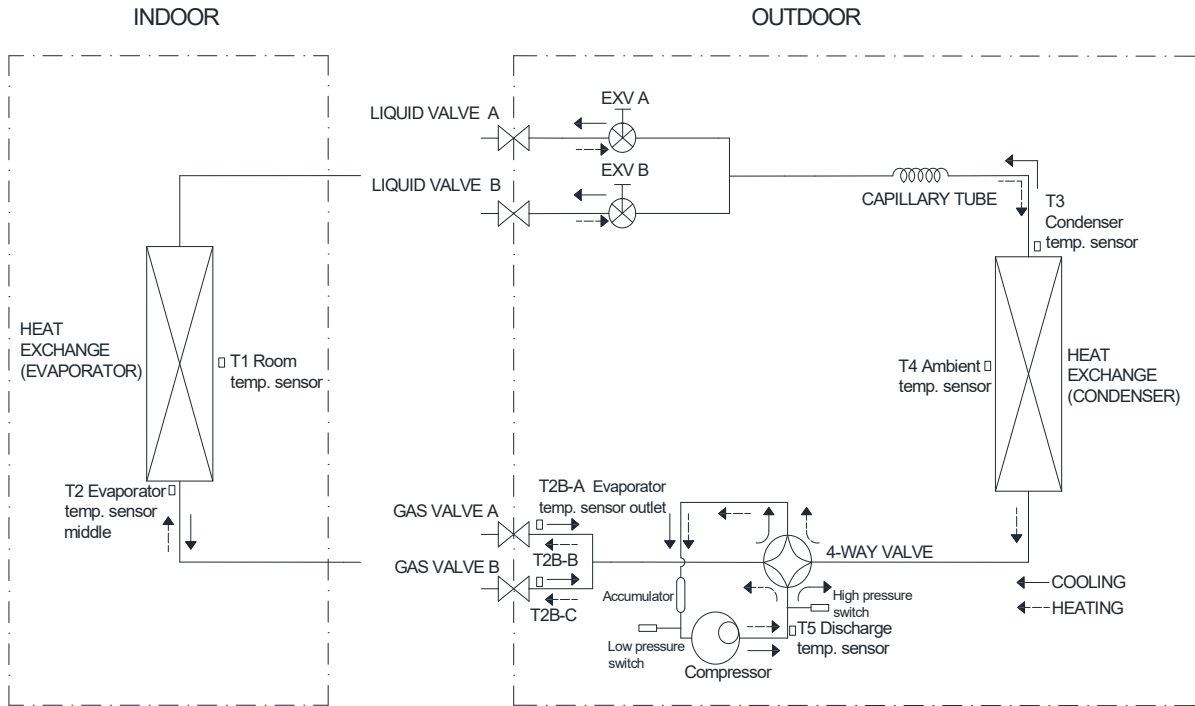 INDOOR
OUTDOOR
LIQUID VALVE A
EXV A
LIQUID VALVE B
EXV B
CAPILLARY TUBE
T3
Condenser
temp. sensor
HEAT
EXCHANGE
(EVAPORATOR)
T1 Room
temp. sensor
T4 Ambient
temp. sensor
HEAT
EXCHANGE
(CONDENSER)
T2 Evaporator
temp. sensor
middle
GAS VALVE A
T2B-A Evaporator
temp. sensor outlet
T2B-B
GAS VALVE B
T2B-C
4-WAY VALVE
Accumulator
High pressure
switch
COOLING
HEATING
Low pressure
switch
T5 Discharge
temp. sensor
Compressor